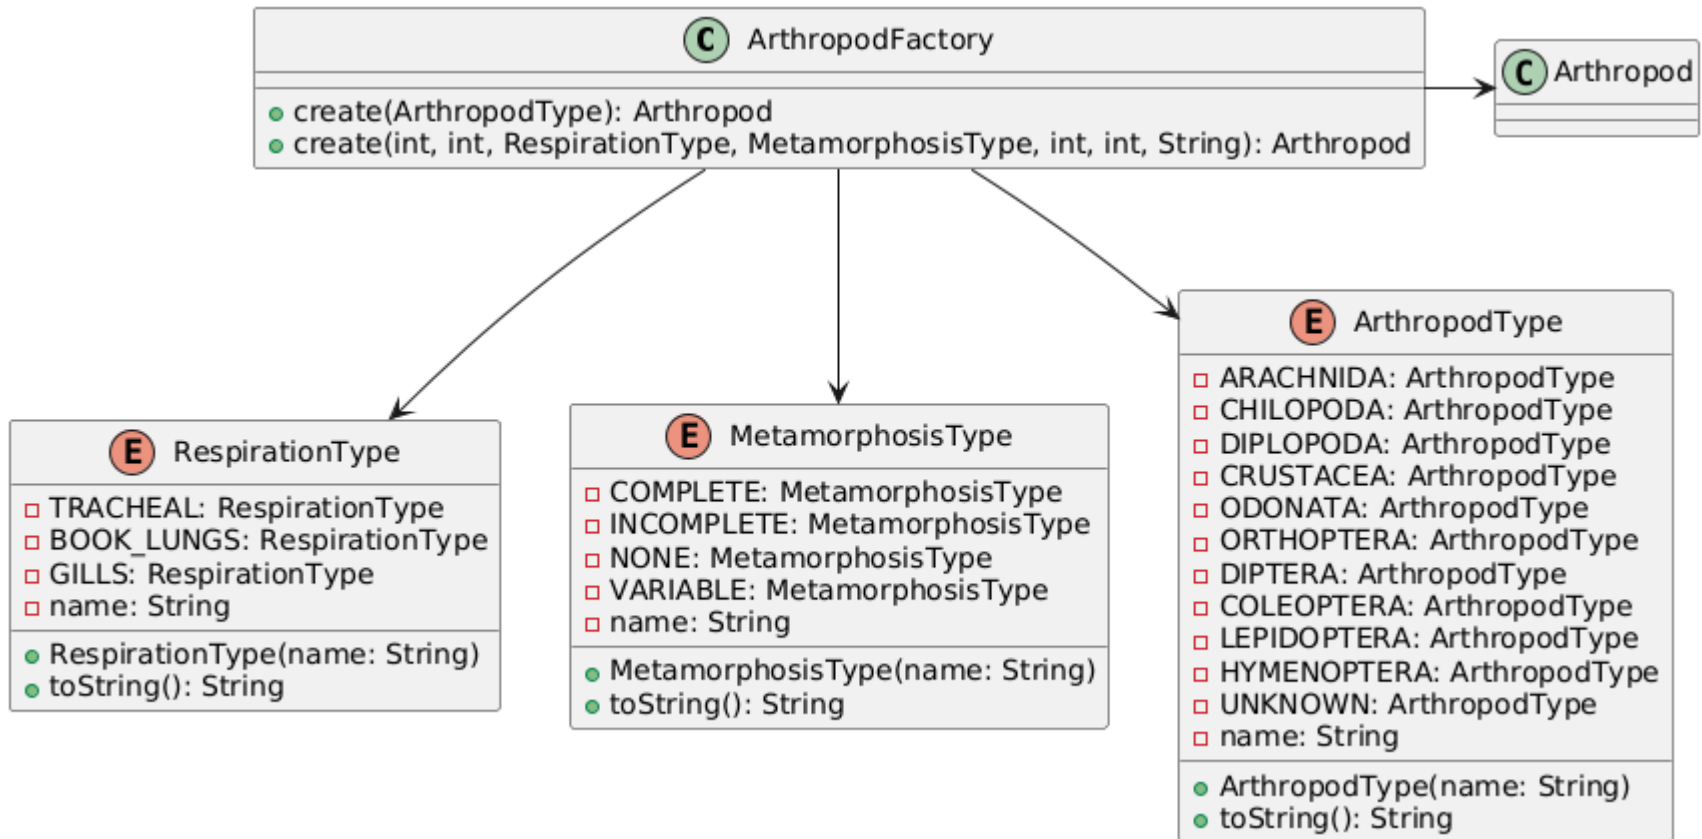 C ArthropodFactory
create(ArthropodType): Arthropod
create(int, int, RespirationType, MetamorphosisType, int, int, String): Arthropod
C Arthropod
E RespirationType
TRACHEAL: RespirationType
BOOK_LUNGS: RespirationType
GILLS: RespirationType
name: String
RespirationType(name: String)
toString(): String
E MetamorphosisType
COMPLETE: MetamorphosisType
INCOMPLETE: MetamorphosisType
NONE: MetamorphosisType
VARIABLE: MetamorphosisType
name: String
MetamorphosisType(name: String)
toString(): String
E ArthropodType
ARACHNIDA: ArthropodType
CHILOPODA: ArthropodType
DIPLOPODA: ArthropodType
CRUSTACEA: ArthropodType
ODONATA: ArthropodType
ORTHOPTERA: ArthropodType
DIPTERA: ArthropodType
COLEOPTERA: ArthropodType
LEPIDOPTERA: ArthropodType
HYMENOPTERA: ArthropodType
UNKNOWN: ArthropodType
name: String
ArthropodType(name: String)
toString(): String